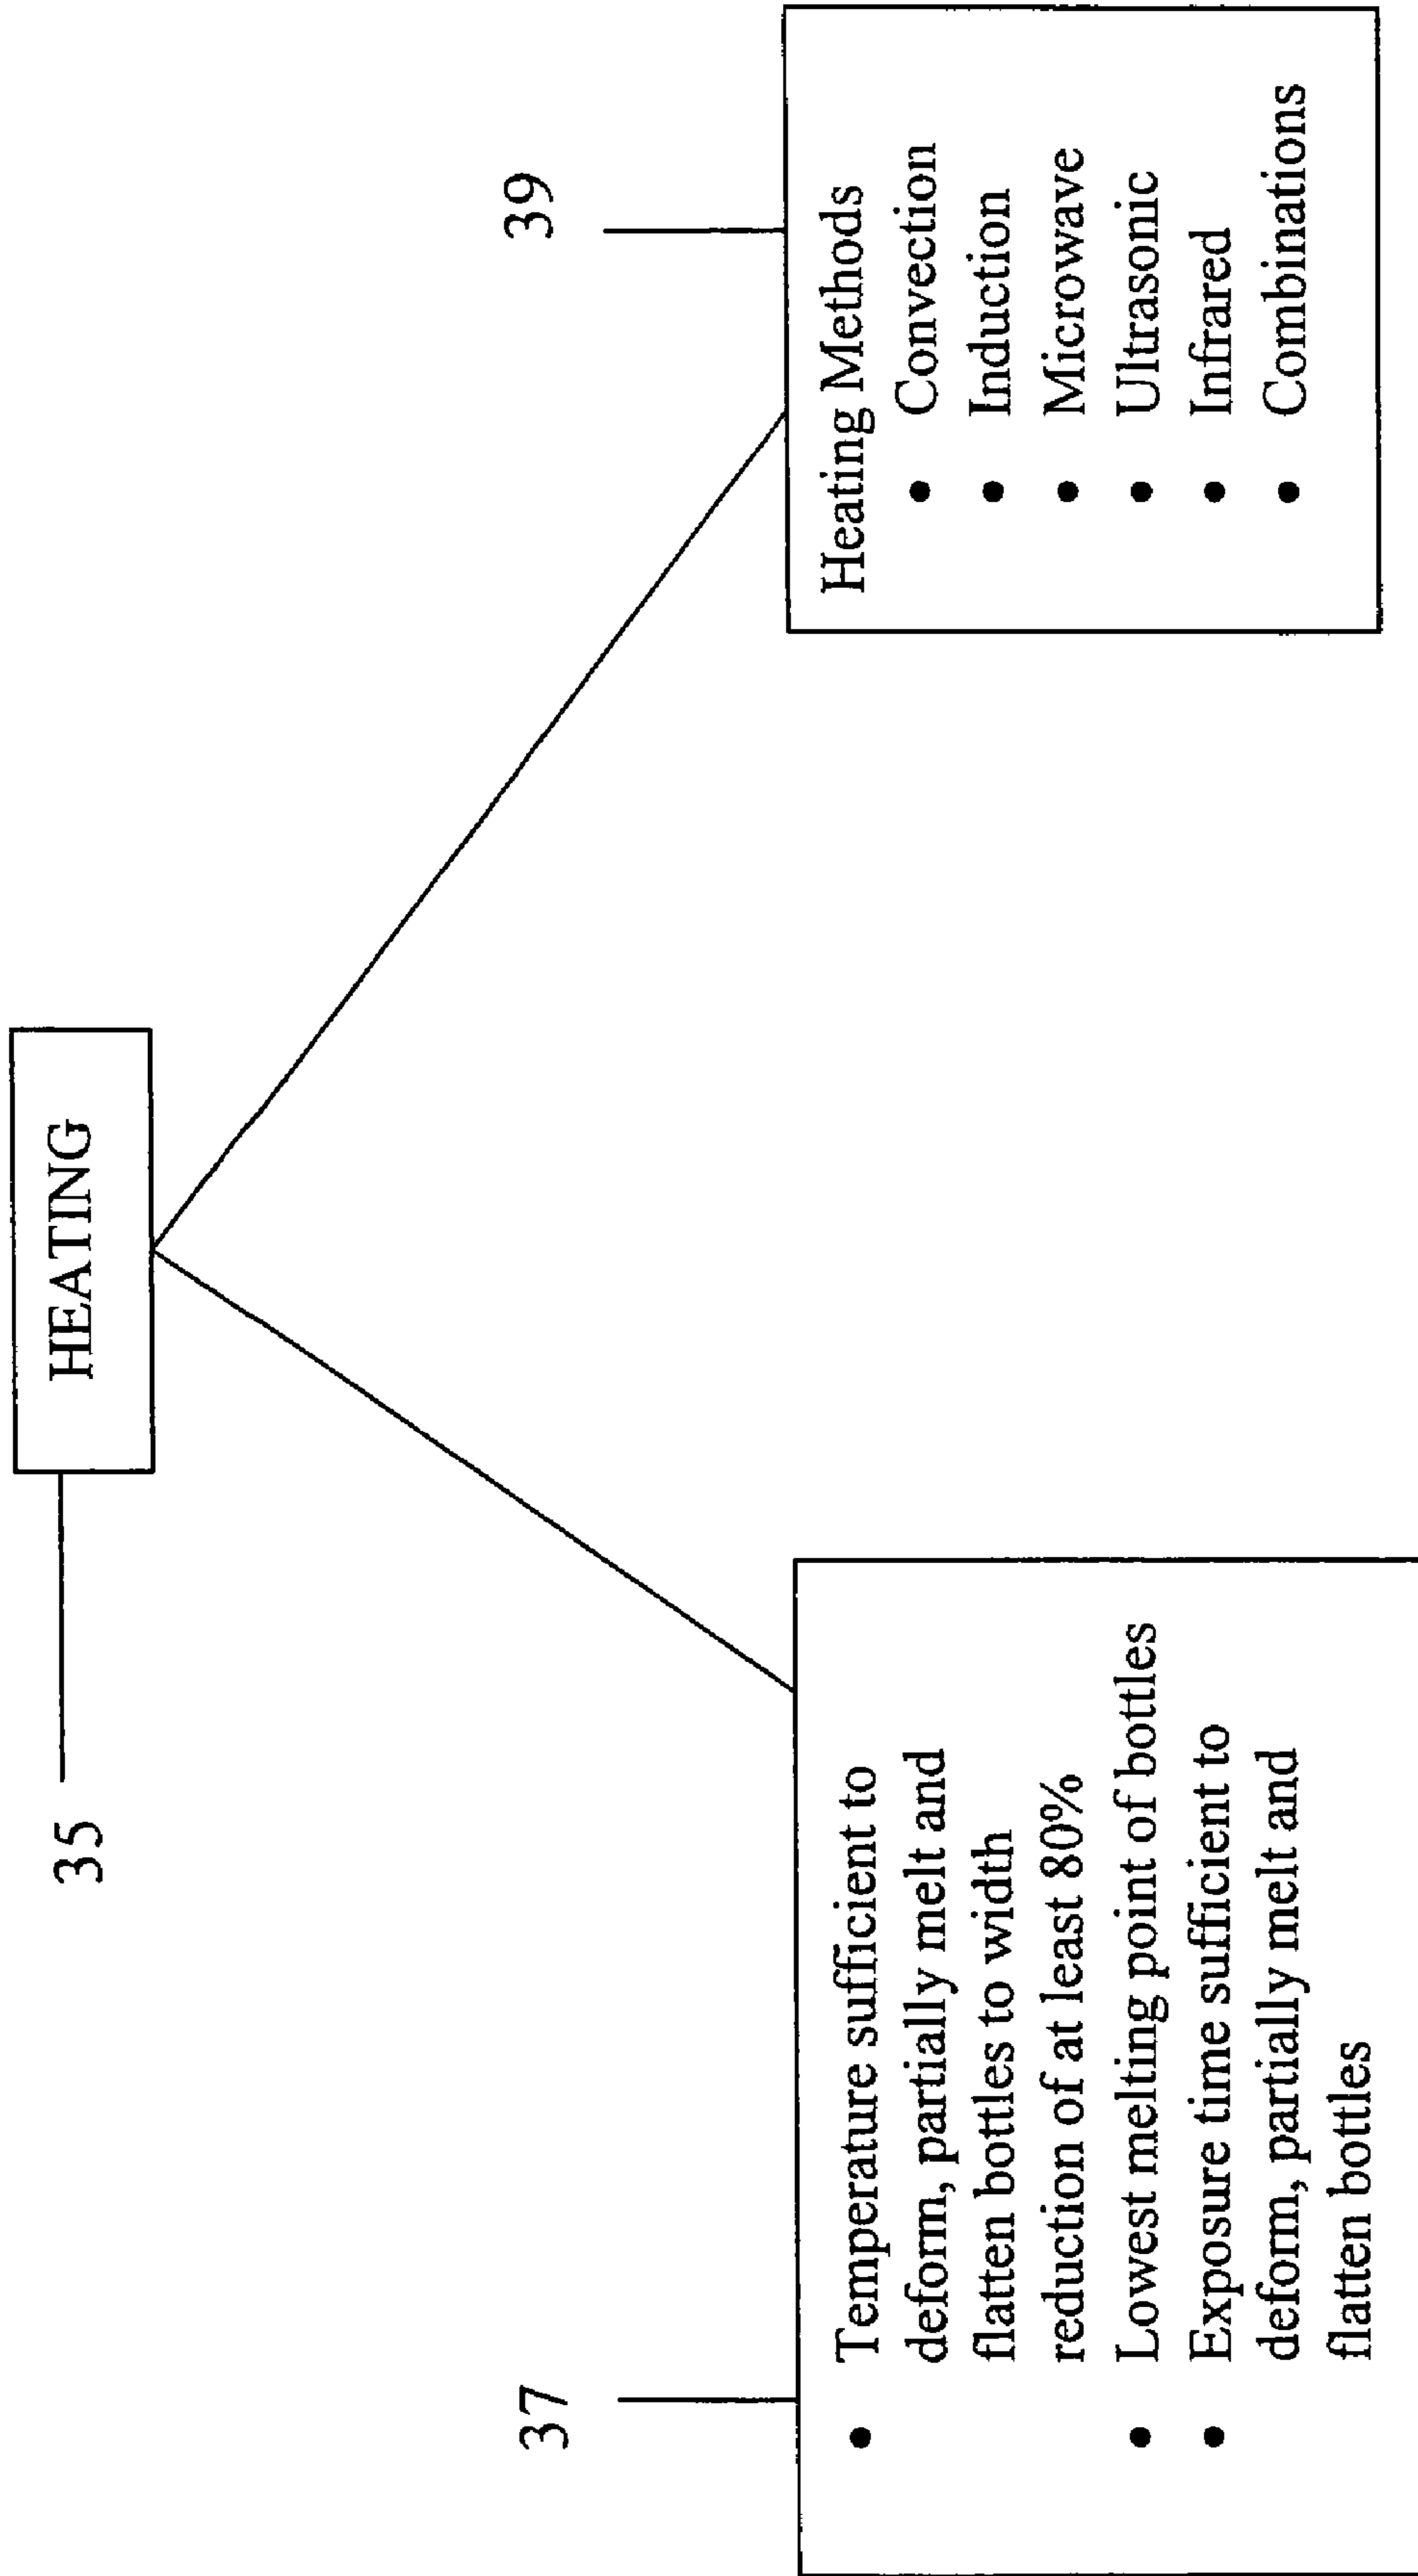 35
HEATING
37
• Temperature sufficient to
deform, partially melt and
flatten bottles to width
reduction of at least 80%
• Lowest melting point of bottles
• Exposure time sufficient to
deform, partially melt and
flatten bottles
39
Heating Methods
• Convection
• Induction
• Microwave
• Ultrasonic
• Infrared
• Combinations